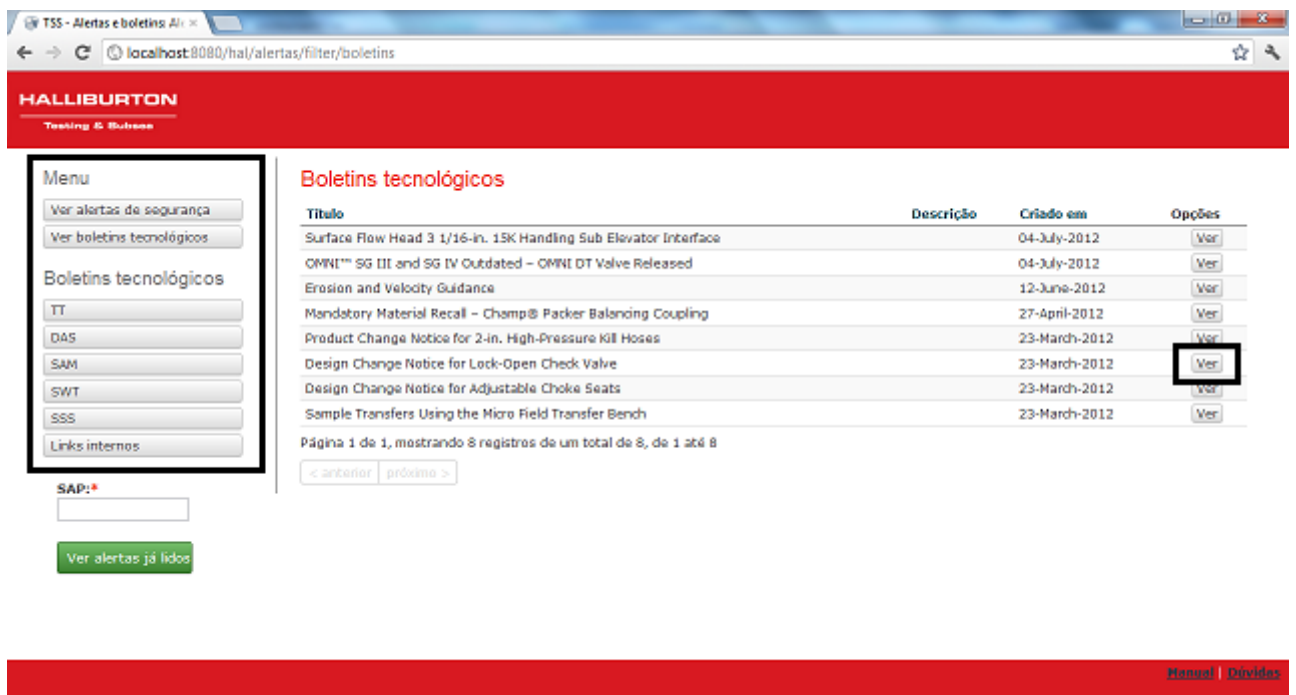 TSS - Alertas e boletins: Ale
localhost:8080/hal/alertas/filter/boletins
HALLIBURTON
Testing & Subsea
Menu
Ver alertas de segurança
Ver boletins tecnológicos
Boletins tecnológicos
TT
DAS
SAM
SWT
SSS
Links internos
SAP:*
Ver alertas já lidos
Boletins tecnológicos
Título Descrição Criado em Opções
Surface Flow Head 3 1/16-in. 15K Handling Sub Elevator Interface 04-July-2012 Ver
OMNI™ SG III and SG IV Outdated – OMNI DT Valve Released 04-July-2012 Ver
Erosion and Velocity Guidance 12-June-2012 Ver
Mandatory Material Recall – Champ® Packer Balancing Coupling 27-April-2012 Ver
Product Change Notice for 2-in. High-Pressure Kill Hoses 23-March-2012 Ver
Design Change Notice for Lock-Open Check Valve 23-March-2012 Ver
Design Change Notice for Adjustable Choke Seats 23-March-2012 Ver
Sample Transfers Using the Micro Field Transfer Bench 23-March-2012 Ver
Página 1 de 1, mostrando 8 registros de um total de 8, de 1 até 8
< anterior próximo >
Manual | Dúvidas